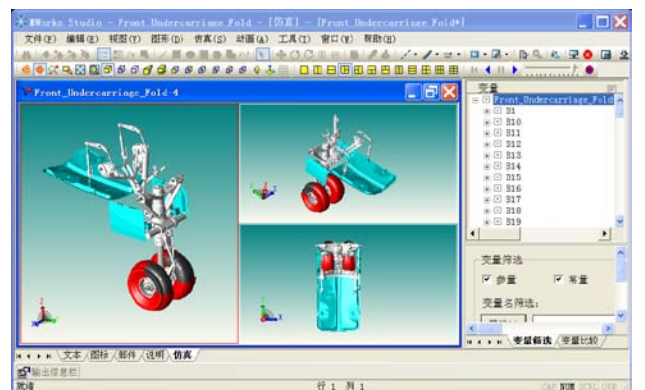 MWorks Studio - Front_Undercarriage_Fold - [仿真] - [Front_Undercarriage_Fold*]
文件(F) 编辑(E) 视图(V) 图形(D) 仿真(S) 动画(A) 工具(T) 窗口(W) 帮助(H)
Front_Undercarriage_Fold-4
变量
Front_Undercarriage_Fold
B1
B10
B11
B12
B13
B14
B15
B16
B17
B18
B19
变量筛选
参量 常量
变量名筛选:
变量筛选 变量比较
文本 图标 部件 说明 仿真
输出信息栏
就绪 行 1 列 1 CAP NUM SCRL OVR